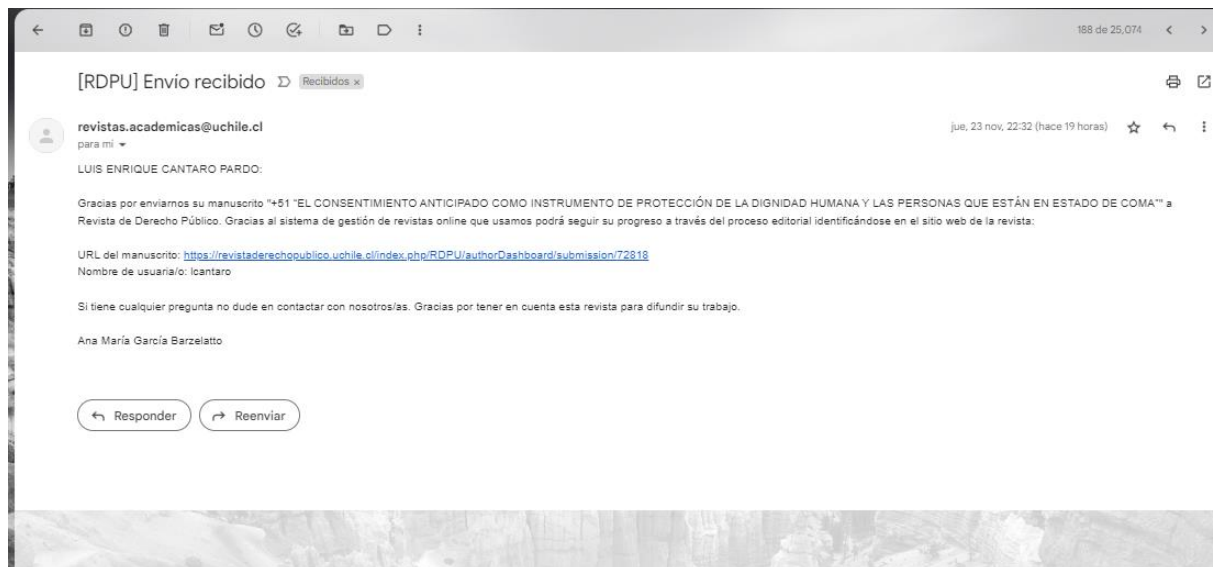 188 de 25,074
[RDPU] Envío recibido Recibidos x
revistas.academicas@uchile.cl
jue, 23 nov, 22:32 (hace 19 horas)
para mí
LUIS ENRIQUE CANTARO PARDO:
Gracias por enviarnos su manuscrito "+51 "EL CONSENTIMIENTO ANTICIPADO COMO INSTRUMENTO DE PROTECCIÓN DE LA DIGNIDAD HUMANA Y LAS PERSONAS QUE ESTÁN EN ESTADO DE COMA"" a
Revista de Derecho Público. Gracias al sistema de gestión de revistas online que usamos podrá seguir su progreso a través del proceso editorial identificándose en el sitio web de la revista:
URL del manuscrito: https://revistaderechopublico.uchile.cl/index.php/RDPU/authorDashboard/submission/72818
Nombre de usuaria/o: lcantaro
Si tiene cualquier pregunta no dude en contactar con nosotros/as. Gracias por tener en cuenta esta revista para difundir su trabajo.
Ana María García Barzelatto
Responder
Reenviar